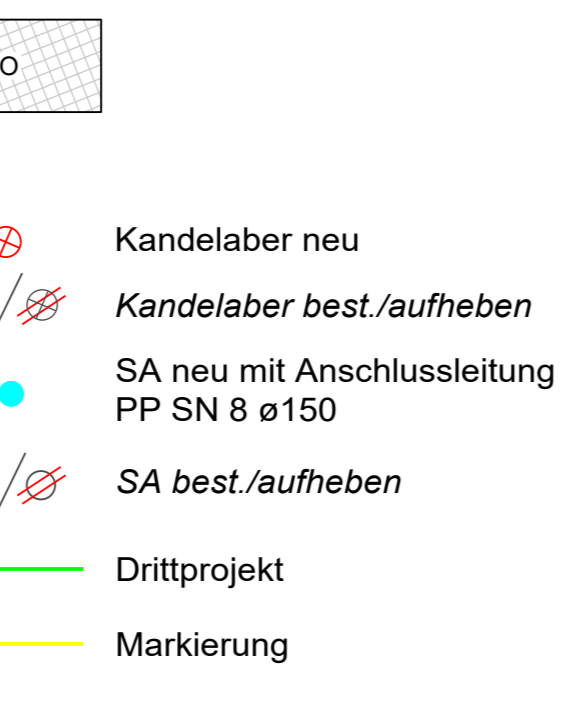 o
Kandelaber neu
Kandelaber best./aufheben
SA neu mit Anschlussleitung
PP SN 8 ø150
SA best./aufheben
Drittprojekt
Markierung